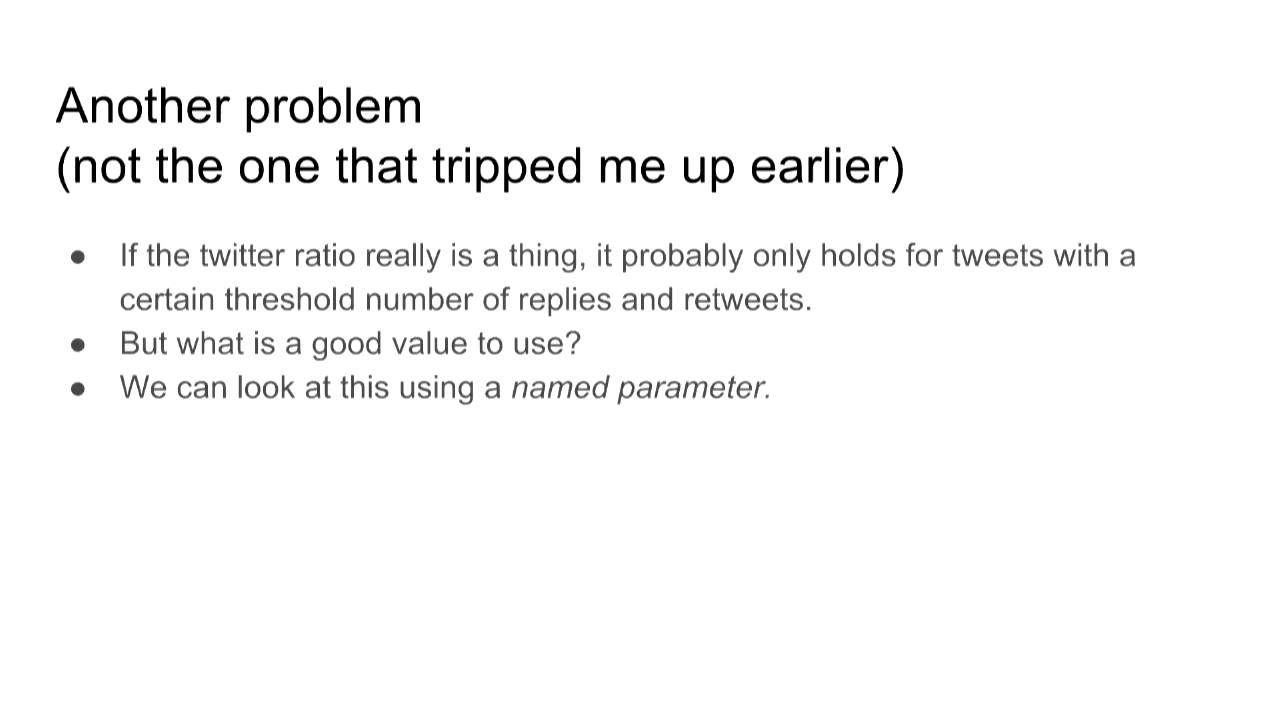 Another problem
(not the one that tripped me up earlier)
● If the twitter ratio really is a thing, it probably only holds for tweets with a
certain threshold number of replies and retweets.
● But what is a good value to use?
● We can look at this using a named parameter.